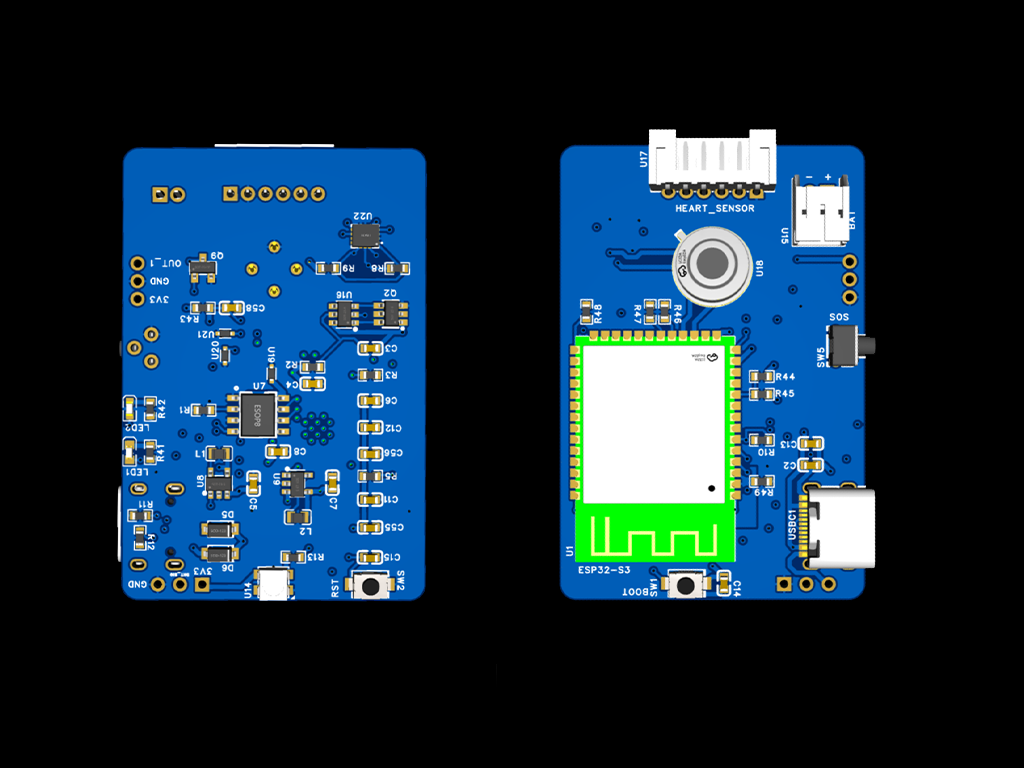 U22
OUT_1
Q9
R9
R8
GND
3V3
U16
Q2
R43
C58
U21
U20
U19
R2
C4
C3
R3
U7
ESOP8
C6
R1
R42
LED2
C12
R41
LED1
L1
C8
C56
U8
U9
R5
C5
C7
C11
R11
D5
L2
C55
R12
D6
R13
C15
3V3
GND
U14
RST
SW2
U17
HEART_SENSOR
- +
BAT
U15
U18
R48
R47
R46
SOS
SW5
R44
R45
R10
C13
C2
R49
USBC1
U1
ESP32-S3
BOOT
SW1
C14